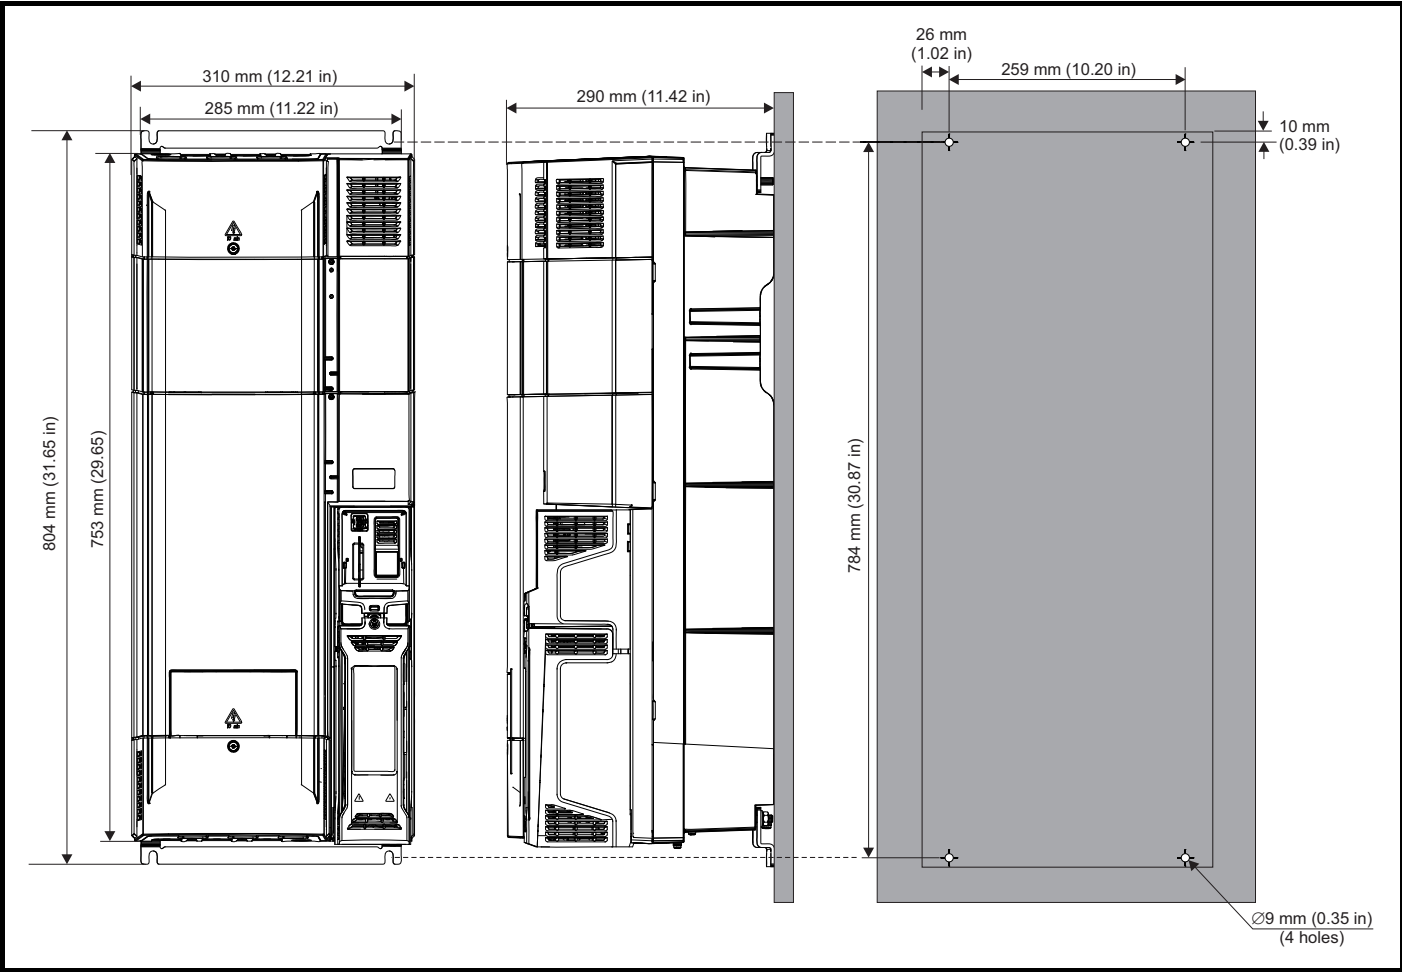 26 mm
(1.02 in)
310 mm (12.21 in)
259 mm (10.20 in)
290 mm (11.42 in)
285 mm (11.22 in)
10 mm
(0.39 in)
804 mm (31.65 in)
753 mm (29.65)
784 mm (30.87 in)
∅9 mm (0.35 in)
(4 holes)